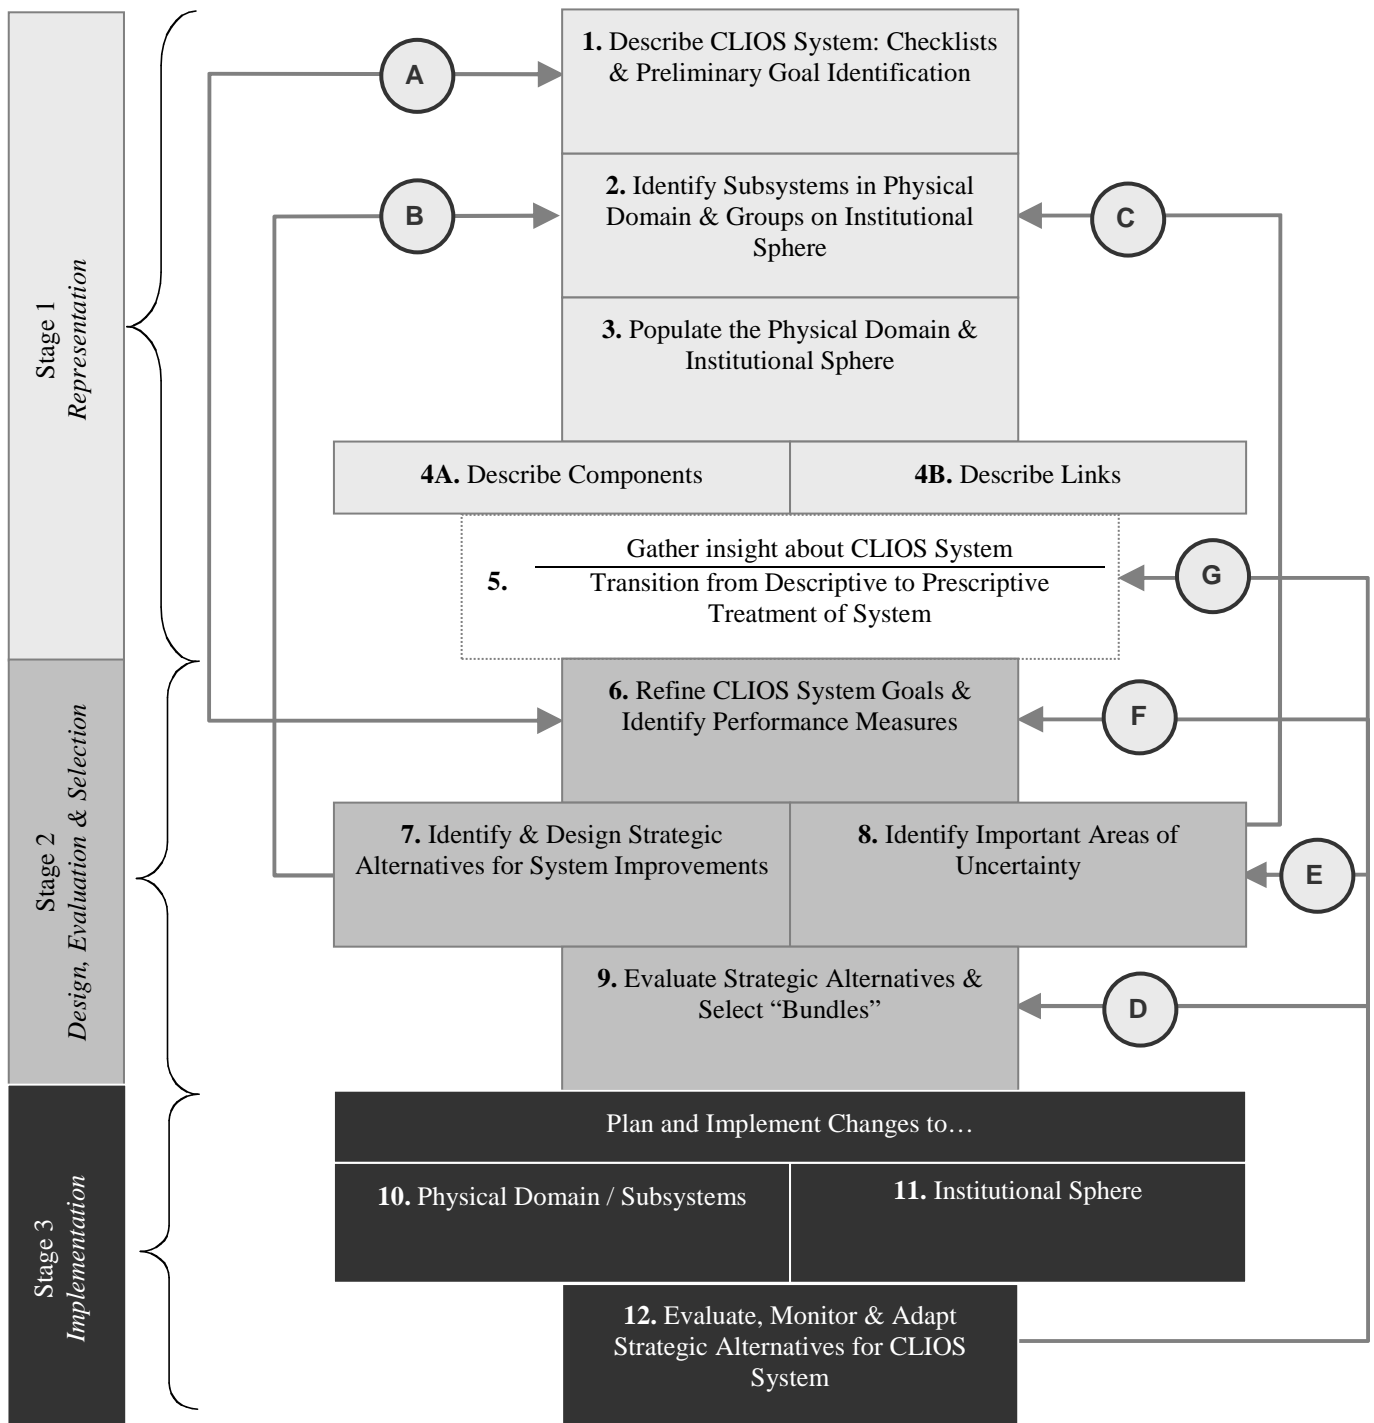 Stage 1
Representation
A
1. Describe CLIOS System: Checklists
& Preliminary Goal Identification
B
2. Identify Subsystems in Physical
Domain & Groups on Institutional
Sphere
C
3. Populate the Physical Domain &
Institutional Sphere
4A. Describe Components
4B. Describe Links
5.
Gather insight about CLIOS System
Transition from Descriptive to Prescriptive
Treatment of System
G
Stage 2
Design, Evaluation & Selection
6. Refine CLIOS System Goals &
Identify Performance Measures
F
7. Identify & Design Strategic
Alternatives for System Improvements
8. Identify Important Areas of
Uncertainty
E
9. Evaluate Strategic Alternatives &
Select “Bundles”
D
Stage 3
Implementation
Plan and Implement Changes to…
10. Physical Domain / Subsystems
11. Institutional Sphere
12. Evaluate, Monitor & Adapt
Strategic Alternatives for CLIOS
System